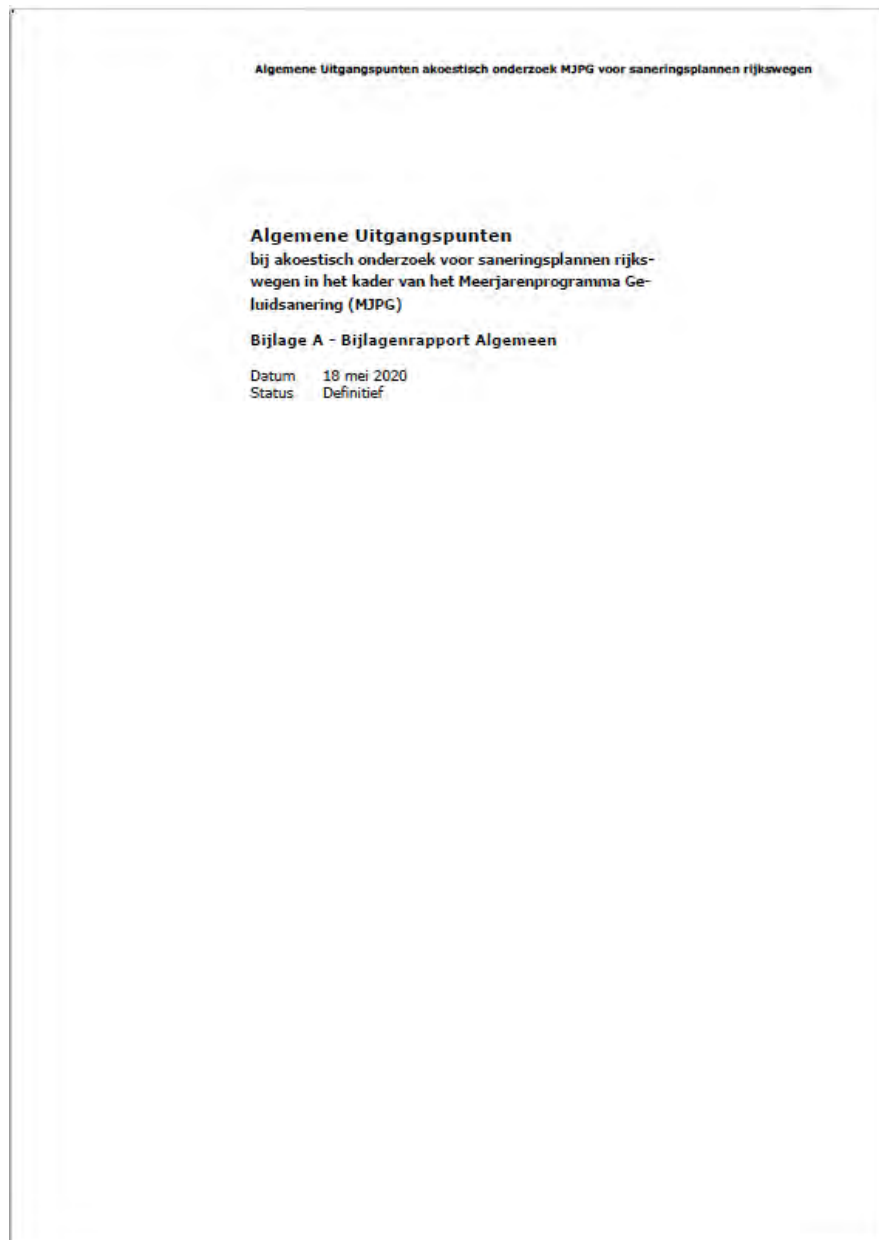 Algemene Uitgangspunten akoestisch onderzoek MJPG voor saneringsplannen rijkswegen
Algemene Uitgangspunten
bij akoestisch onderzoek voor saneringsplannen rijks-
wegen in het kader van het Meerjarenprogramma Ge-
luidsanering (MJPG)
Bijlage A - Bijlagenrapport Algemeen
Datum 18 mei 2020
Status Definitief